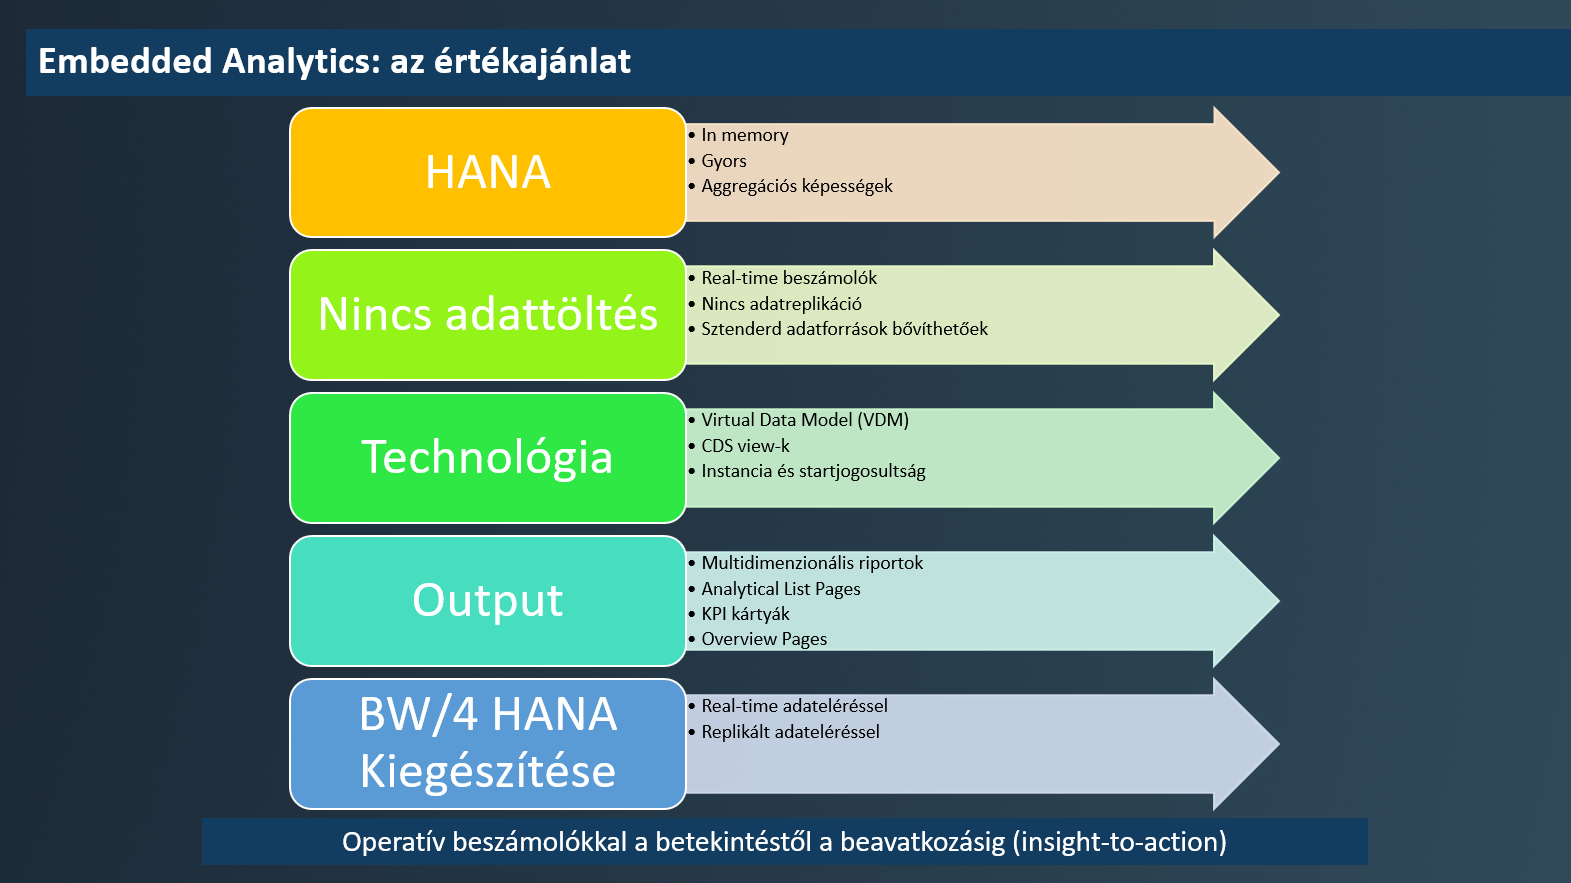 Embedded Analytics: az értékajánlat
HANA
• In memory
• Gyors
• Aggregációs képességek
Nincs adattöltés
• Real-time beszámolók
• Nincs adatreplikáció
• Sztenderd adatforrások bővíthetőek
Technológia
• Virtual Data Model (VDM)
• CDS view-k
• Instancia és startjogosultság
Output
• Multidimenzionális riportok
• Analytical List Pages
• KPI kártyák
• Overview Pages
BW/4 HANA
Kiegészítése
• Real-time adateléréssel
• Replikált adateléréssel
Operatív beszámolókkal a betekintéstől a beavatkozásig (insight-to-action)